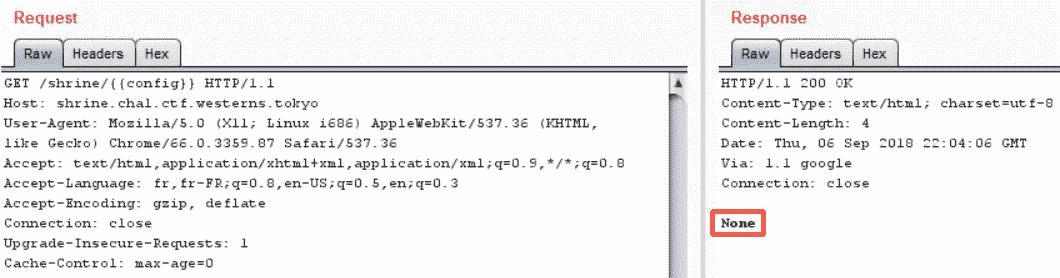 Request
Raw Headers Hex
GET /shrine/{{config}} HTTP/1.1
Host: shrine.chal.ctf.westerns.tokyo
User-Agent: Mozilla/5.0 (X11; Linux i686) AppleWebKit/537.36 (KHTML,
like Gecko) Chrome/66.0.3359.87 Safari/537.36
Accept: text/html,application/xhtml+xml,application/xml;q=0.9,*/*;q=0.8
Accept-Language: fr,fr-FR;q=0.8,en-US;q=0.5,en;q=0.3
Accept-Encoding: gzip, deflate
Connection: close
Upgrade-Insecure-Requests: 1
Cache-Control: max-age=0
Response
Raw Headers Hex
HTTP/1.1 200 OK
Content-Type: text/html; charset=utf-8
Content-Length: 4
Date: Thu, 06 Sep 2018 22:04:06 GMT
Via: 1.1 google
Connection: close
None